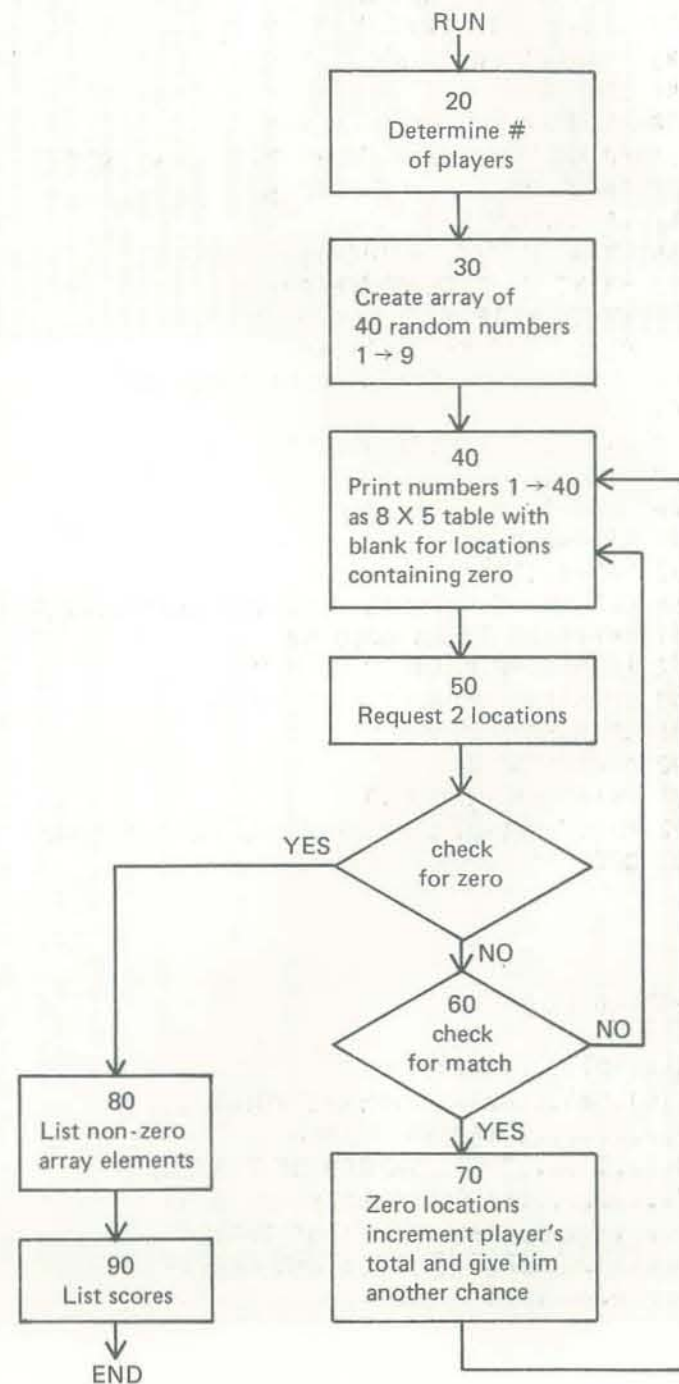 RUN
20
Determine #
of players
30
Create array of
40 random numbers
1 → 9
40
Print numbers 1 → 40
as 8 X 5 table with
blank for locations
containing zero
50
Request 2 locations
YES
check
for zero
NO
60
check
for match
NO
80
List non-zero
array elements
YES
70
Zero locations
increment player's
total and give him
another chance
90
List scores
END